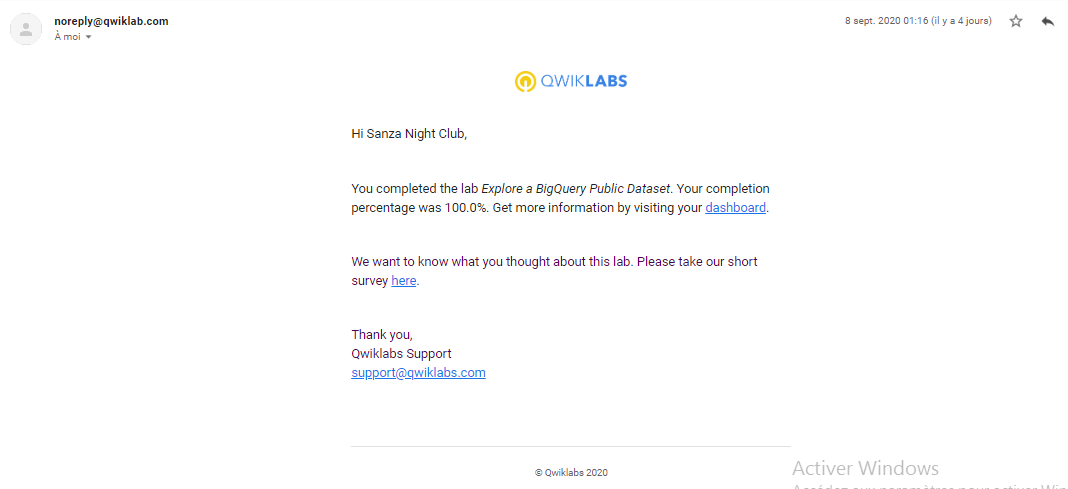 noreply@qwiklab.com
8 sept. 2020 01:16 (il y a 4 jours)
À moi
QWIKLABS
Hi Sanza Night Club,
You completed the lab Explore a BigQuery Public Dataset. Your completion
percentage was 100.0%. Get more information by visiting your dashboard.
We want to know what you thought about this lab. Please take our short
survey here.
Thank you,
Qwiklabs Support
support@qwiklabs.com
© Qwiklabs 2020
Activer Windows